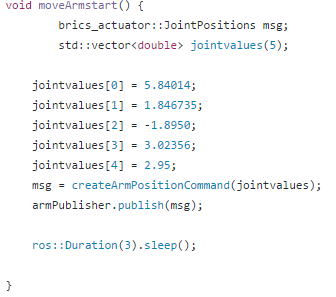 void moveArmstart() {
brics_actuator::JointPositions msg;
std::vector<double> jointvalues(5);
jointvalues[0] = 5.84014;
jointvalues[1] = 1.846735;
jointvalues[2] = -1.8950;
jointvalues[3] = 3.02356;
jointvalues[4] = 2.95;
msg = createArmPositionCommand(jointvalues);
armPublisher.publish(msg);
ros::Duration(3).sleep();
}